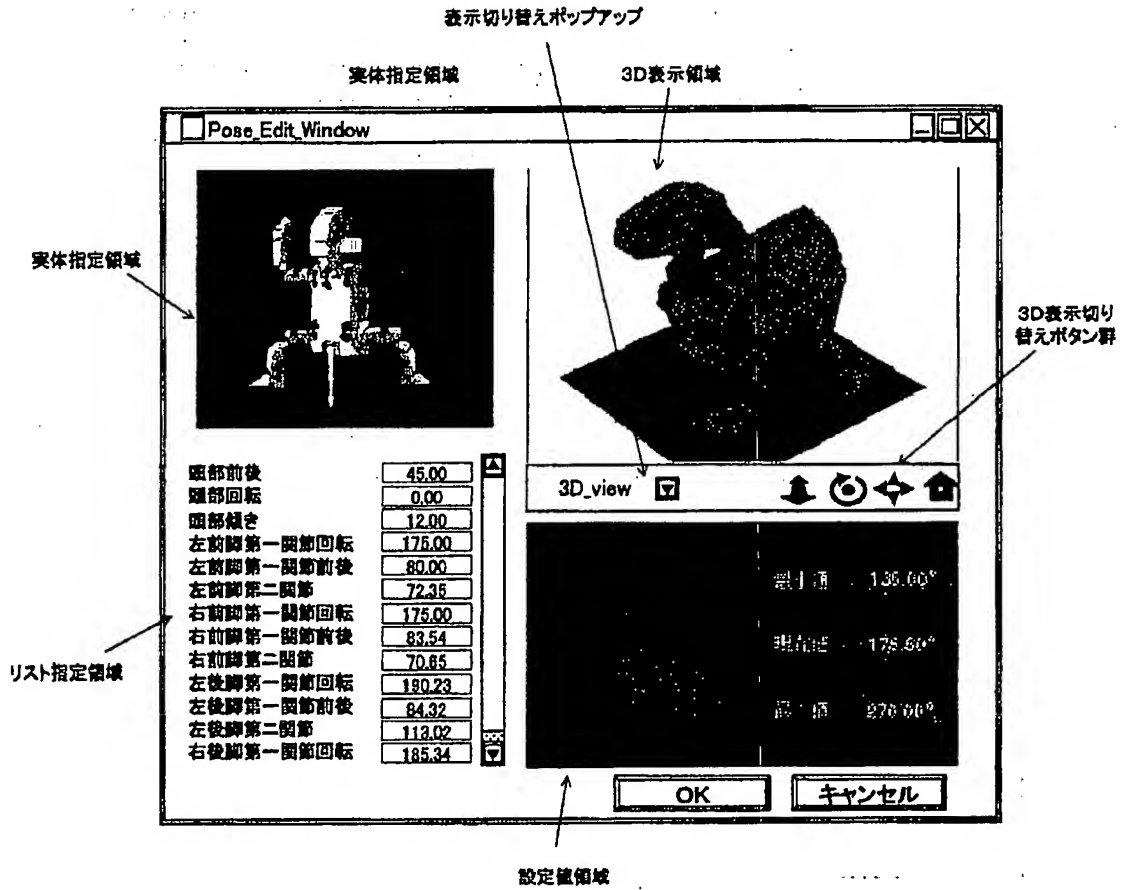 表示切り替えポップアップ
実体指定領域
3D表示領域
Pose_Edit_Window
実体指定領域
3D表示切り
替えボタン群
3D_view
頭部前後 45.00
頭部回転 0.00
頭部傾き 12.00
左前脚第一関節回転 175.00
左前脚第一関節前後 80.00
左前脚第二関節 72.35
右前脚第一関節回転 175.00
右前脚第一関節前後 83.54
右前脚第二関節 70.65
左後脚第一関節回転 190.23
左後脚第一関節前後 84.32
左後脚第二関節 113.02
右後脚第一関節回転 185.34
リスト指定領域
OK
キャンセル
設定値領域